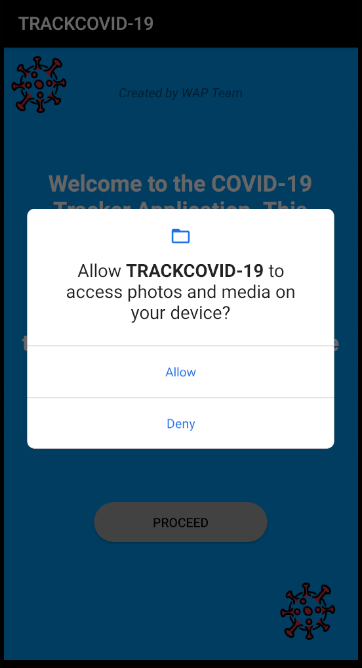 TRACKCOVID-19
Created by WAP Team
Welcome to the COVID-19
Tracker Application. This
Allow TRACKCOVID-19 to
access photos and media on
your device?
Allow
Deny
PROCEED